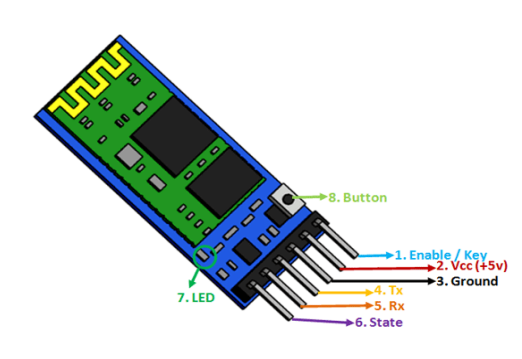 8. Button
1. Enable / Key
2. Vcc (+5v)
3. Ground
4. Tx
5. Rx
6. State
7. LED